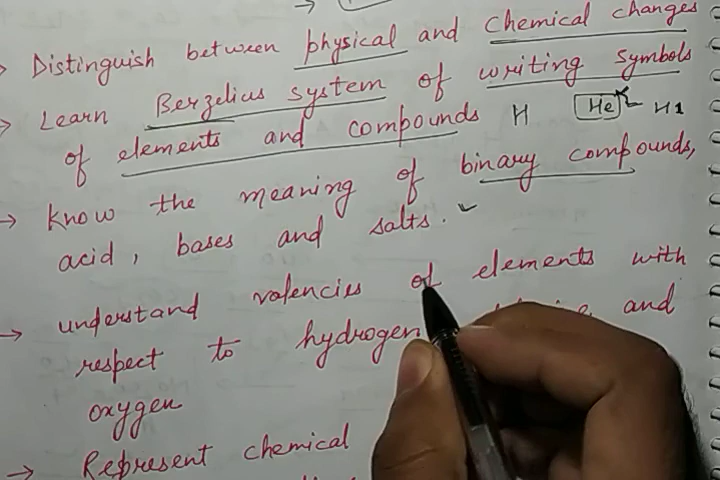 →
→ Distinguish between physical and chemical changes
→ Learn Berzelius system of writing symbols
of elements and compounds H He H1
→ know the meaning of binary compounds,
acid, bases and salts.
→ understand valencies of elements with
respect to hydrogen and
oxygen
→ Represent chemical